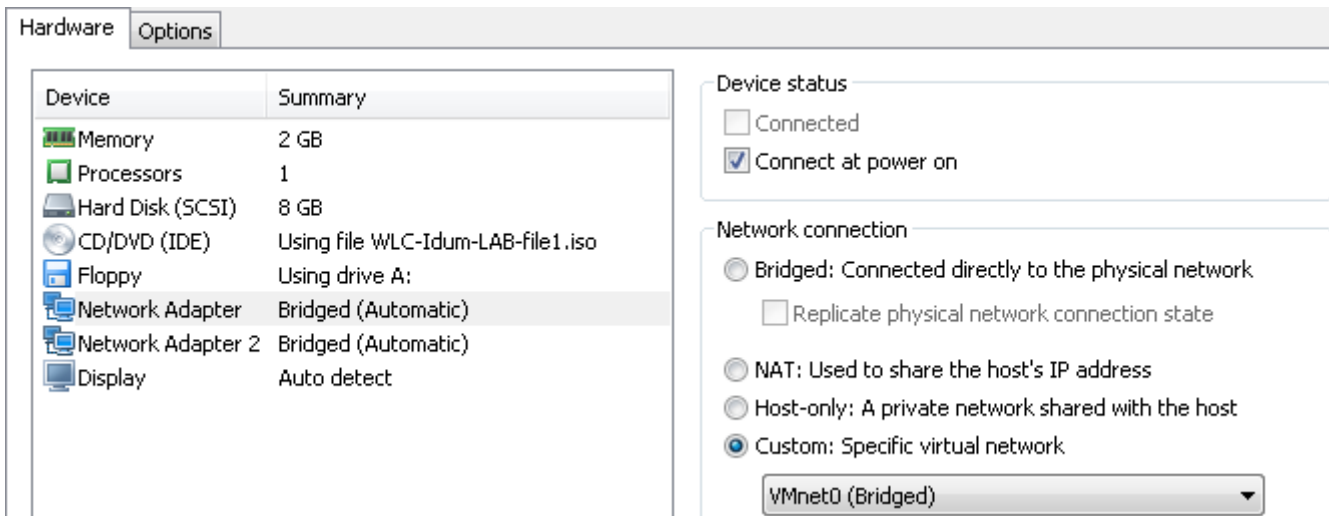 Hardware
Options
Device Summary
Memory 2 GB
Processors 1
Hard Disk (SCSI) 8 GB
CD/DVD (IDE) Using file WLC-Idum-LAB-file1.iso
Floppy Using drive A:
Network Adapter Bridged (Automatic)
Network Adapter 2 Bridged (Automatic)
Display Auto detect
Device status
Connected
Connect at power on
Network connection
Bridged: Connected directly to the physical network
Replicate physical network connection state
NAT: Used to share the host's IP address
Host-only: A private network shared with the host
Custom: Specific virtual network
VMnet0 (Bridged)